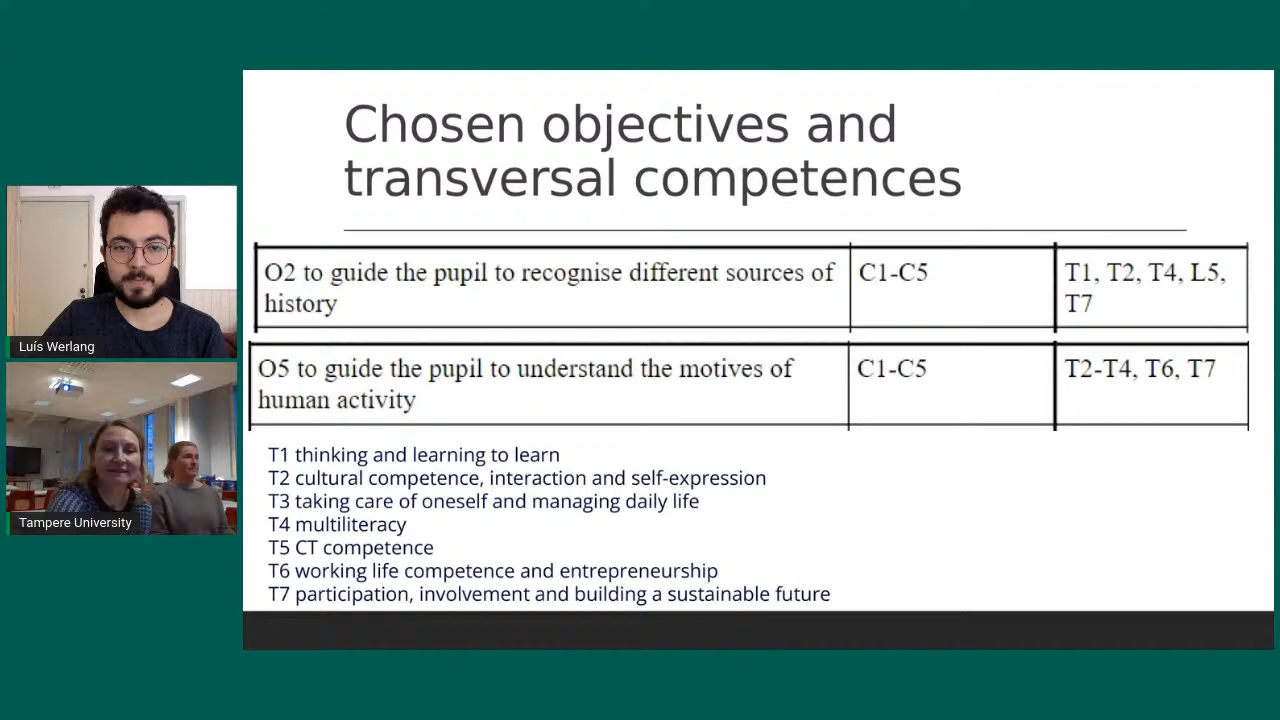 Chosen objectives and
transversal competences
O2 to guide the pupil to recognise different sources of
history
C1-C5
T1, T2, T4, L5,
T7
O5 to guide the pupil to understand the motives of
human activity
C1-C5
T2-T4, T6, T7
T1 thinking and learning to learn
T2 cultural competence, interaction and self-expression
T3 taking care of oneself and managing daily life
T4 multiliteracy
T5 CT competence
T6 working life competence and entrepreneurship
T7 participation, involvement and building a sustainable future
Luís Werlang
Tampere University